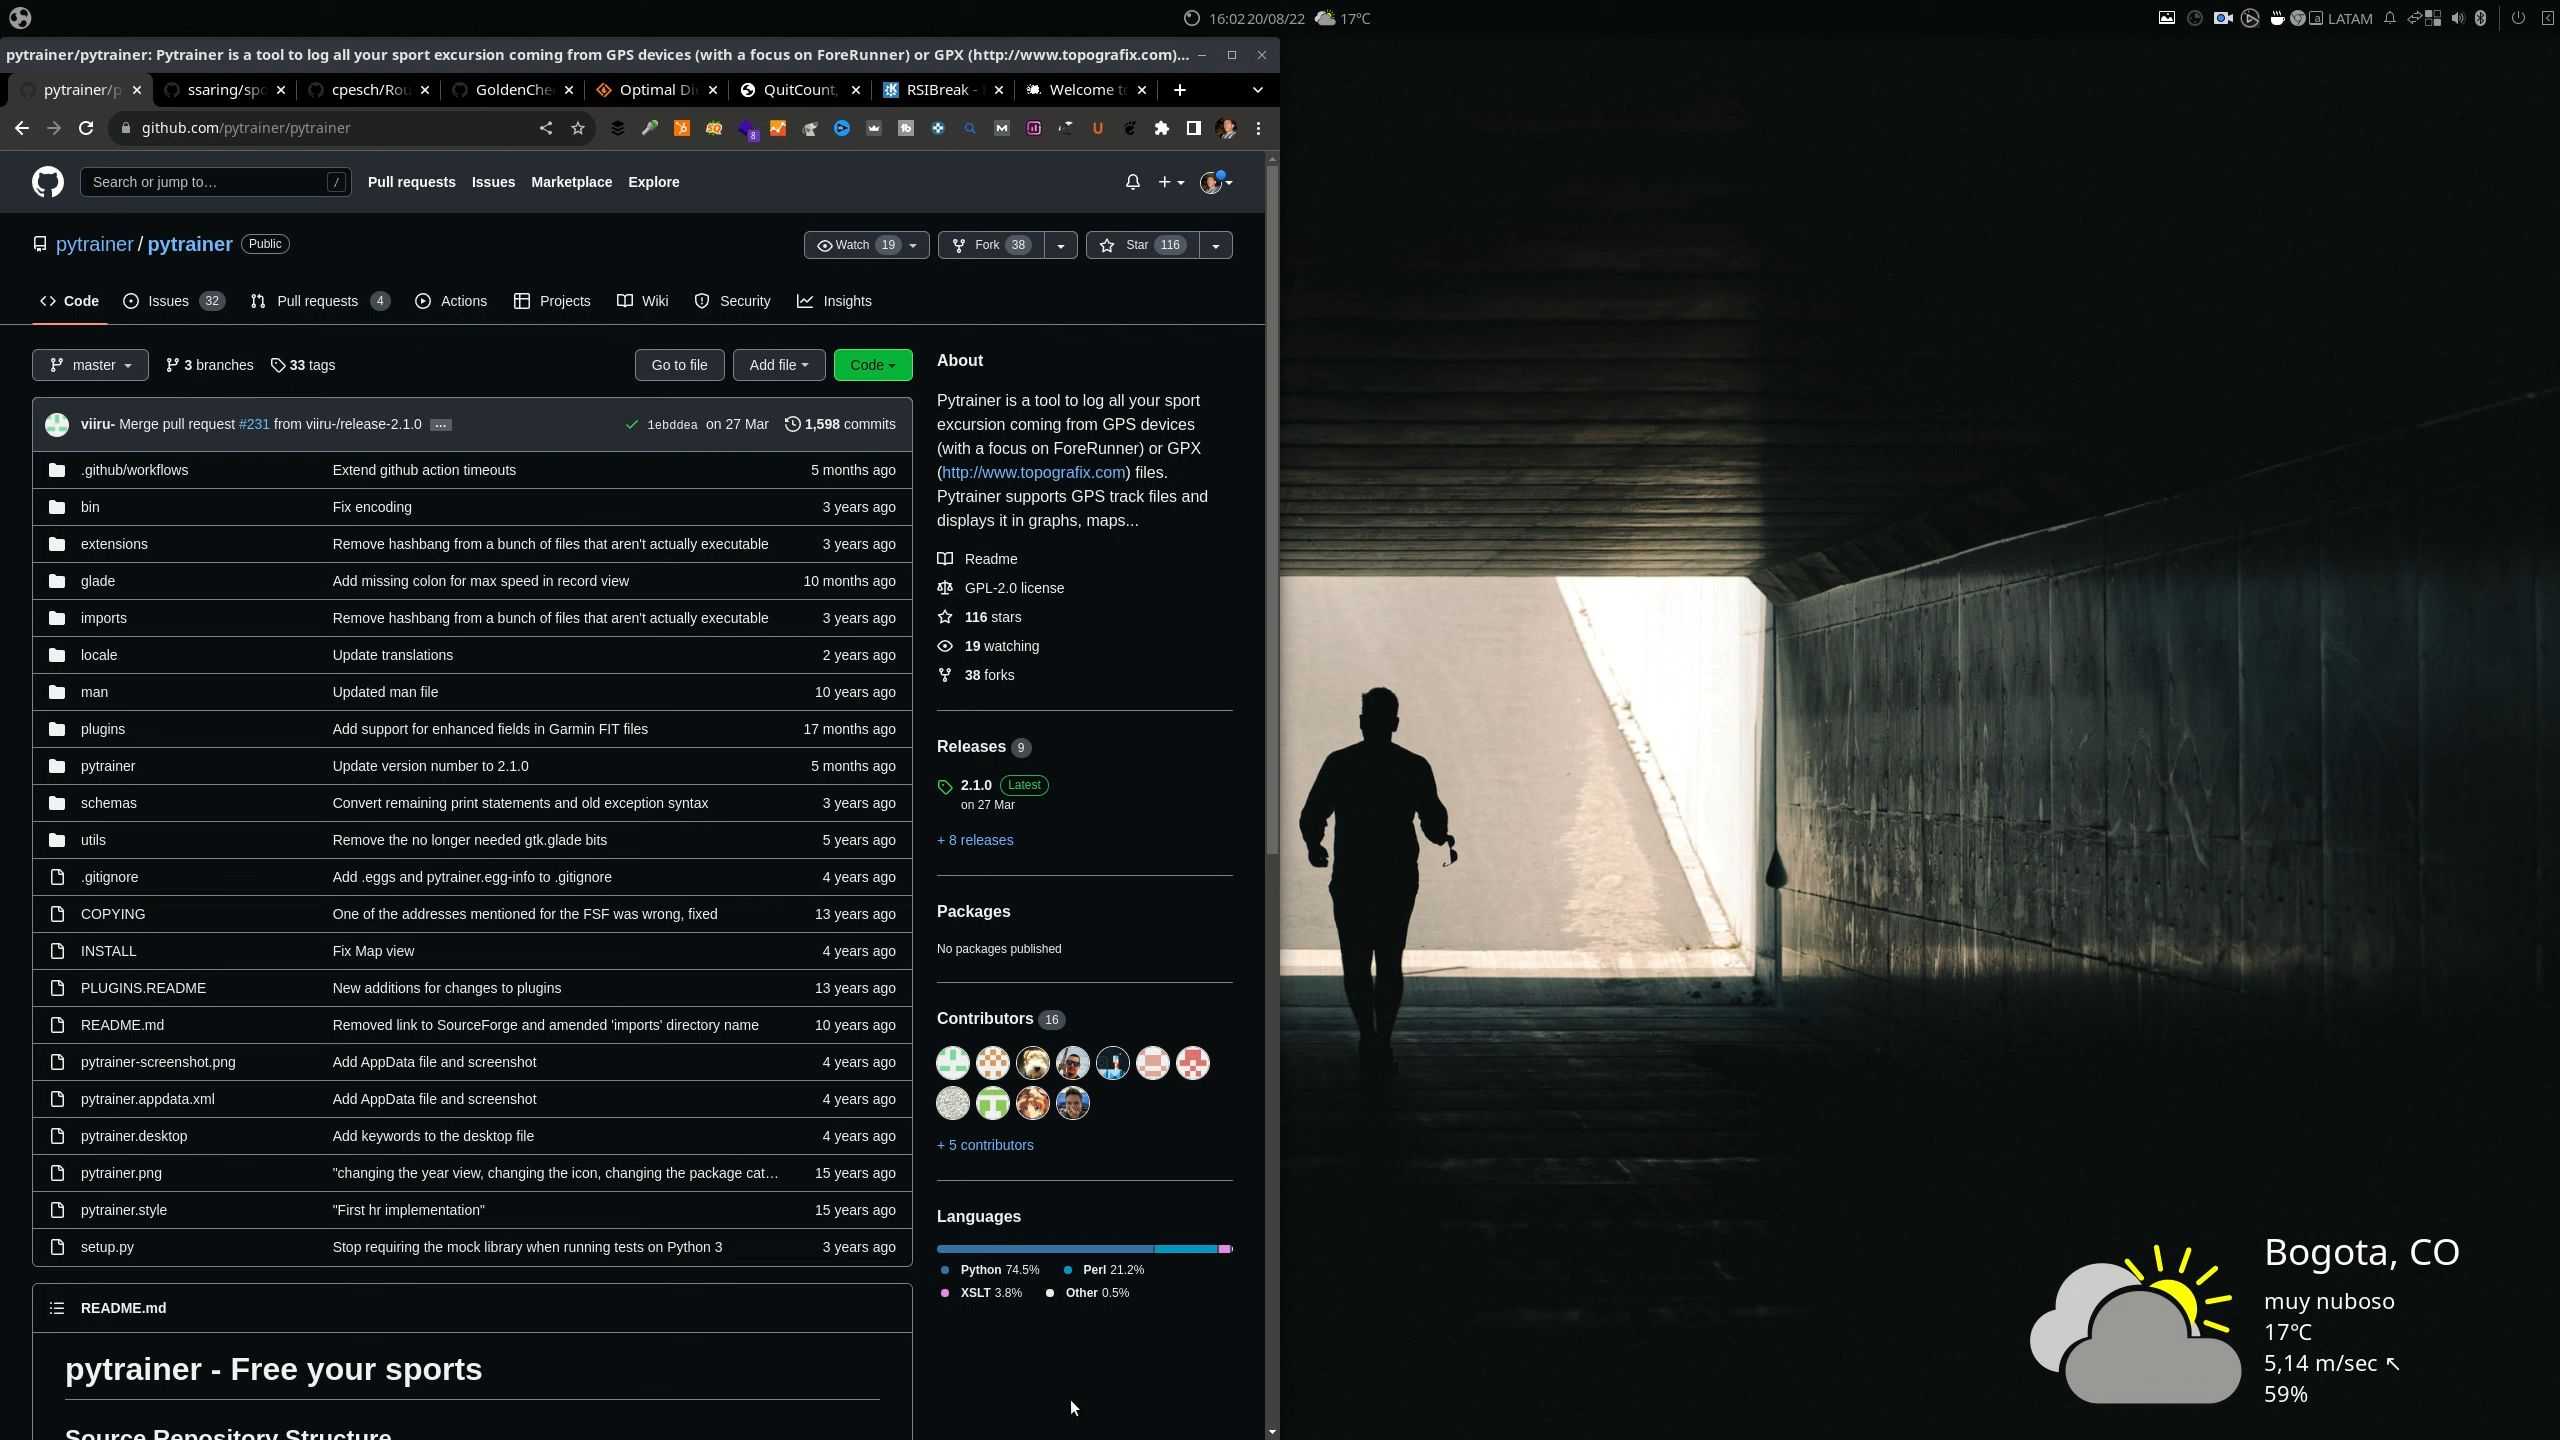 16:02 20/08/22 17°C
a LATAM
pytrainer/pytrainer: Pytrainer is a tool to log all your sport excursion coming from GPS devices (with a focus on ForeRunner) or GPX (http://www.topografix.com)...
pytrainer/p ssaring/spo cpesch/Rou GoldenChe Optimal Di QuitCount, RSIBreak - Welcome to
github.com/pytrainer/pytrainer
8
Search or jump to… /
Pull requests Issues Marketplace Explore
pytrainer / pytrainer Public
Watch 19 Fork 38 Star 116
Code Issues 32 Pull requests 4 Actions Projects Wiki Security Insights
master 3 branches 33 tags Go to file Add file Code
viiru- Merge pull request #231 from viiru-/release-2.1.0 … 1ebddea on 27 Mar 1,598 commits
.github/workflows Extend github action timeouts 5 months ago
bin Fix encoding 3 years ago
extensions Remove hashbang from a bunch of files that aren't actually executable 3 years ago
glade Add missing colon for max speed in record view 10 months ago
imports Remove hashbang from a bunch of files that aren't actually executable 3 years ago
locale Update translations 2 years ago
man Updated man file 10 years ago
plugins Add support for enhanced fields in Garmin FIT files 17 months ago
pytrainer Update version number to 2.1.0 5 months ago
schemas Convert remaining print statements and old exception syntax 3 years ago
utils Remove the no longer needed gtk.glade bits 5 years ago
.gitignore Add .eggs and pytrainer.egg-info to .gitignore 4 years ago
COPYING One of the addresses mentioned for the FSF was wrong, fixed 13 years ago
INSTALL Fix Map view 4 years ago
PLUGINS.README New additions for changes to plugins 13 years ago
README.md Removed link to SourceForge and amended 'imports' directory name 10 years ago
pytrainer-screenshot.png Add AppData file and screenshot 4 years ago
pytrainer.appdata.xml Add AppData file and screenshot 4 years ago
pytrainer.desktop Add keywords to the desktop file 4 years ago
pytrainer.png "changing the year view, changing the icon, changing the package cat… 15 years ago
pytrainer.style "First hr implementation" 15 years ago
setup.py Stop requiring the mock library when running tests on Python 3 3 years ago
README.md
pytrainer - Free your sports
Source Repository Structure
About
Pytrainer is a tool to log all your sport
excursion coming from GPS devices
(with a focus on ForeRunner) or GPX
(http://www.topografix.com) files.
Pytrainer supports GPS track files and
displays it in graphs, maps...
Readme
GPL-2.0 license
116 stars
19 watching
38 forks
Releases 9
2.1.0 Latest
on 27 Mar
+ 8 releases
Packages
No packages published
Contributors 16
+ 5 contributors
Languages
Python 74.5% Perl 21.2%
XSLT 3.8% Other 0.5%
Bogota, CO
muy nuboso
17°C
5,14 m/sec ↖
59%